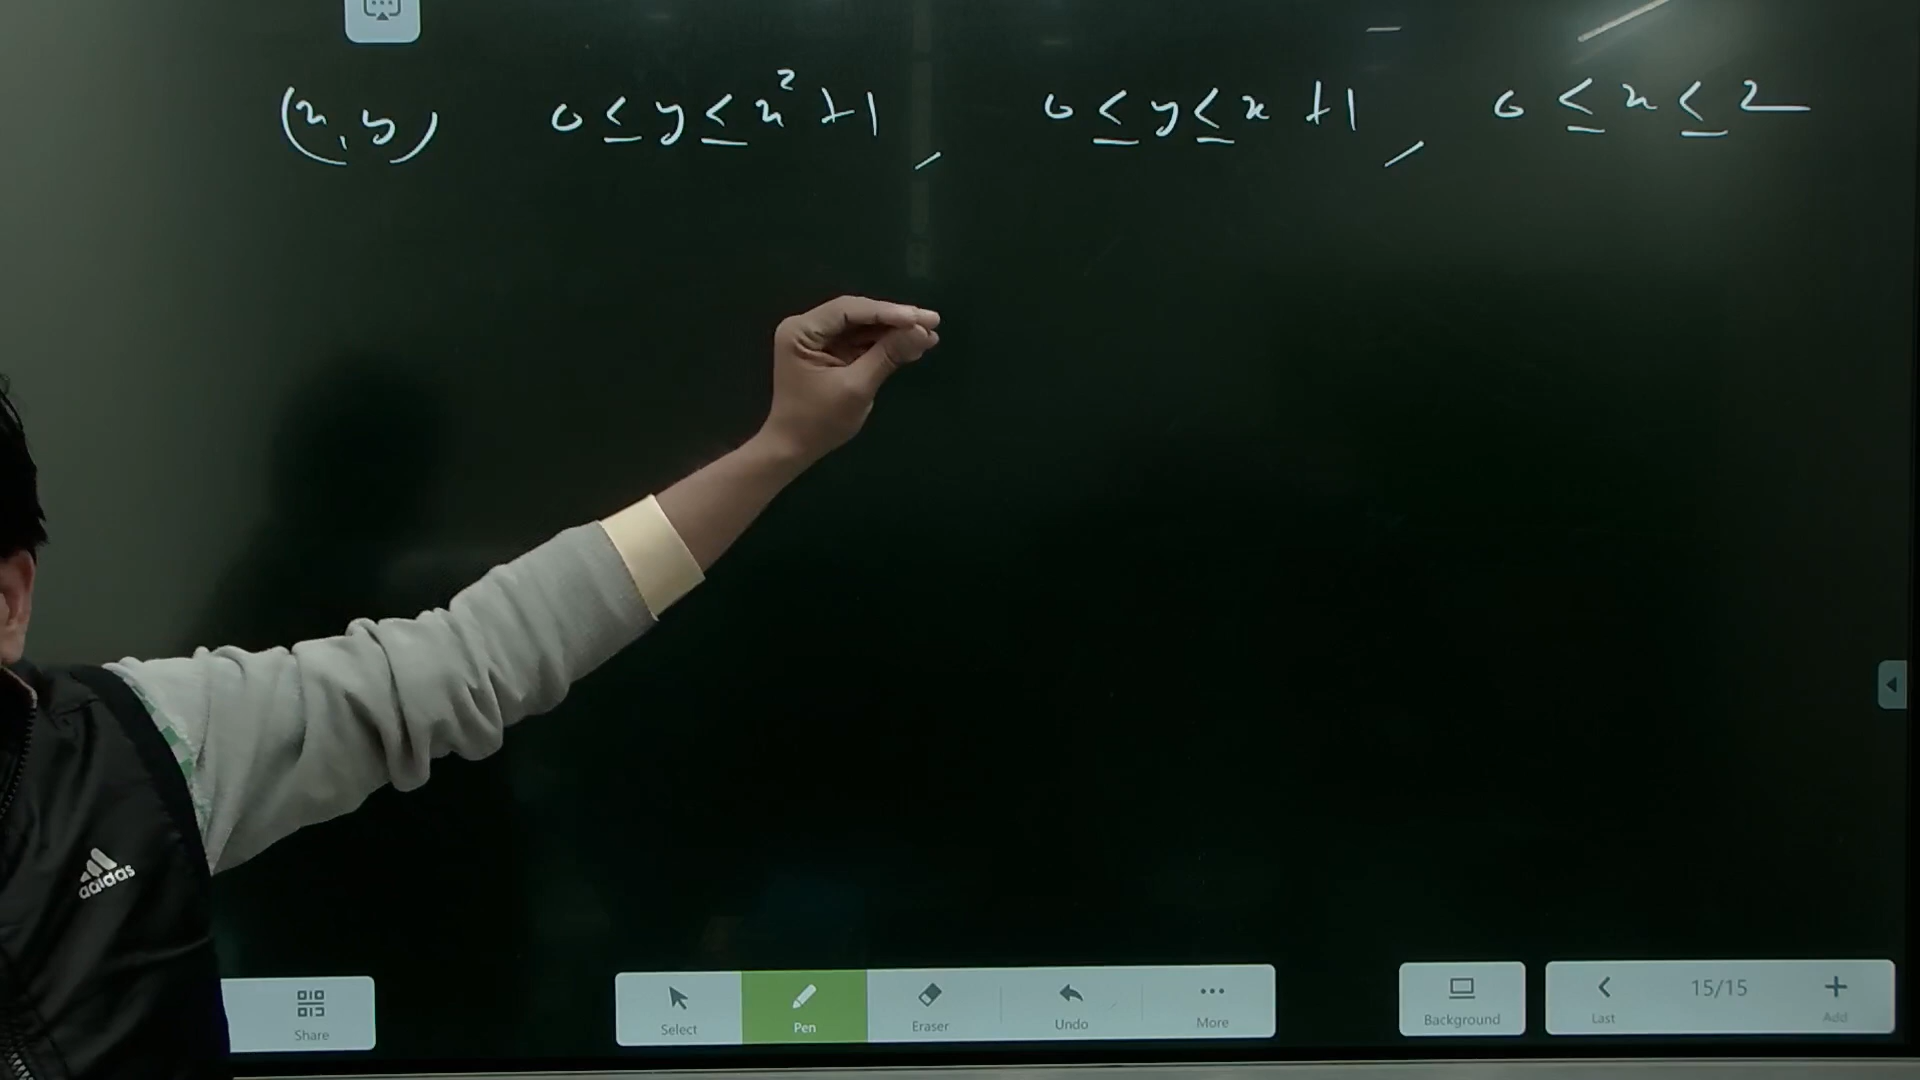 (x, y) 0 ≤ y ≤ x² + 1, 0 ≤ y ≤ x + 1, 0 ≤ x ≤ 2
adidas
Share
Select Pen Eraser Undo More
Background
Last 15/15 Add